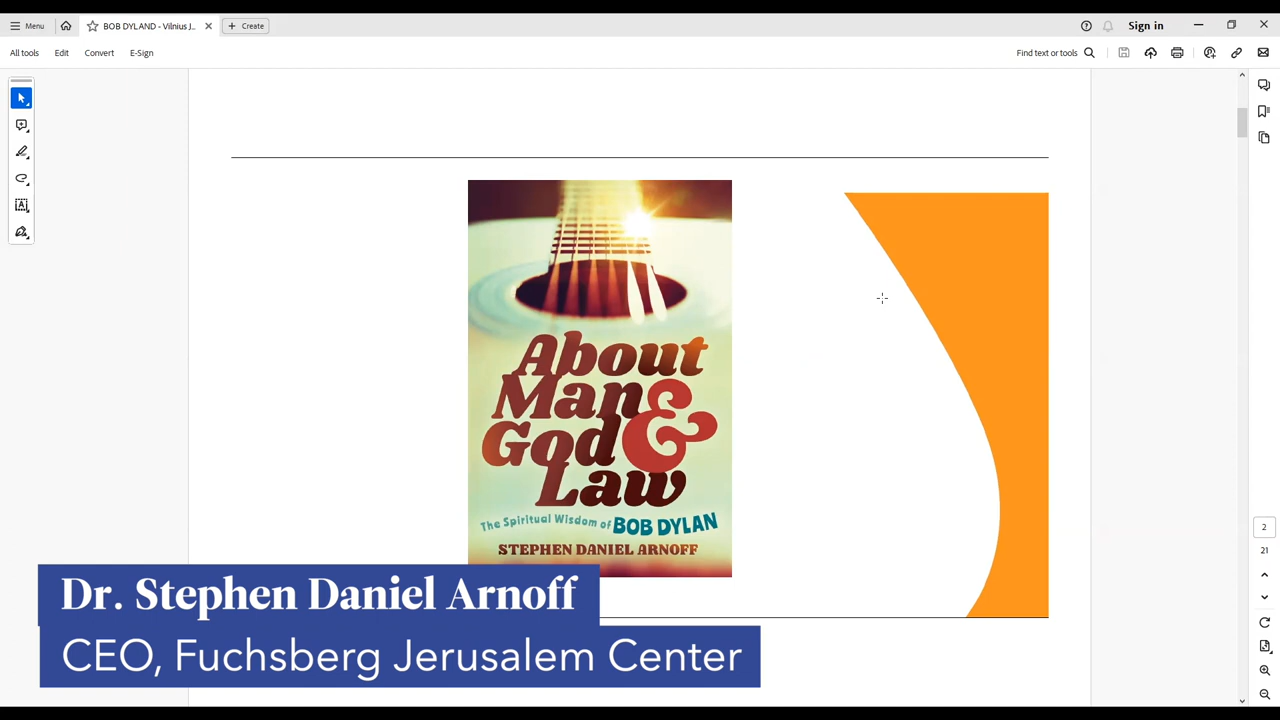 Menu
BOB DYLAND - Vilnius J...
Create
Sign in
All tools
Edit
Convert
E-Sign
Find text or tools
About
Man &
God
Law
The Spiritual Wisdom of BOB DYLAN
STEPHEN DANIEL ARNOFF
Dr. Stephen Daniel Arnoff
CEO, Fuchsberg Jerusalem Center
2
21